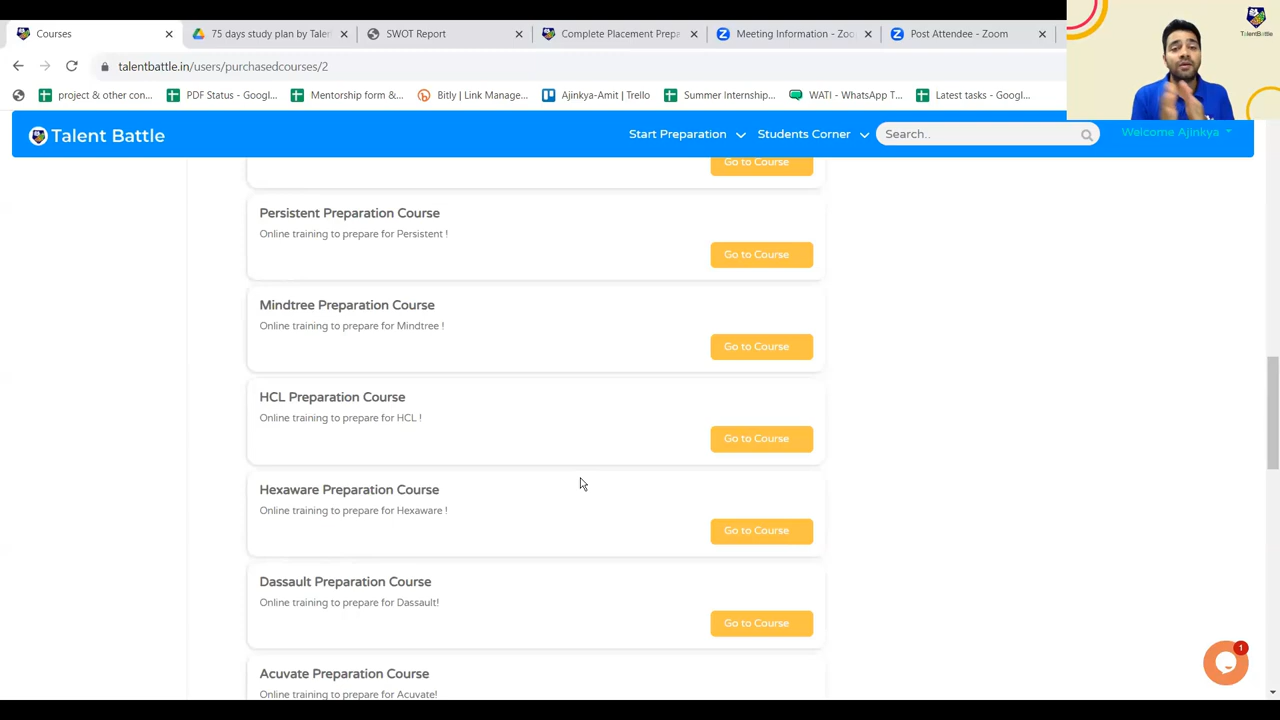 Courses
75 days study plan by Talen
SWOT Report
Complete Placement Prepa
Meeting Information - Zoo
Post Attendee - Zoom
TalentBattle
talentbattle.in/users/purchasedcourses/2
project & other con...
PDF Status - Googl...
Mentorship form &...
Bitly | Link Manage...
Ajinkya-Amit | Trello
Summer Internship...
WATI - WhatsApp T...
Latest tasks - Googl...
Talent Battle
Start Preparation
Students Corner
Search..
Welcome Ajinkya
Go to Course
Persistent Preparation Course
Online training to prepare for Persistent !
Go to Course
Mindtree Preparation Course
Online training to prepare for Mindtree !
Go to Course
HCL Preparation Course
Online training to prepare for HCL !
Go to Course
Hexaware Preparation Course
Online training to prepare for Hexaware !
Go to Course
Dassault Preparation Course
Online training to prepare for Dassault!
Go to Course
Acuvate Preparation Course
Online training to prepare for Acuvate!
1